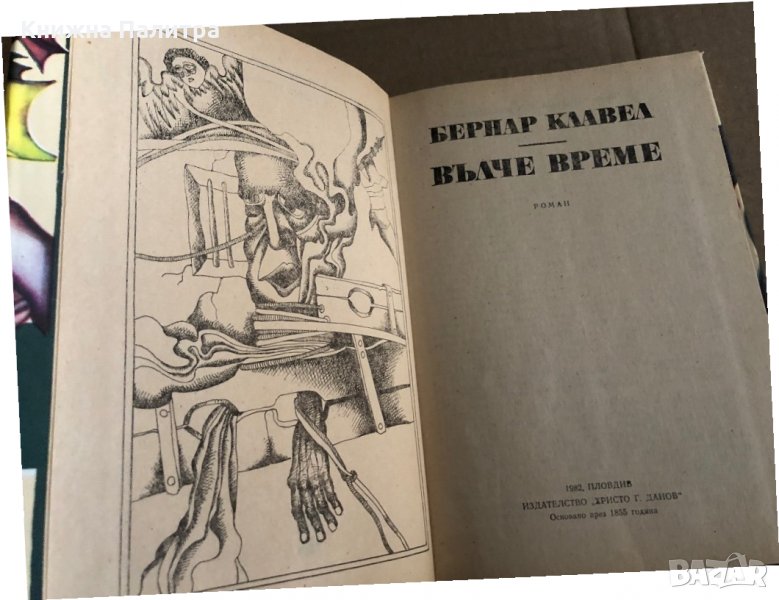 Книжна Палитра
БЕРНАР КЛАВЕЛ
ВЪЛЧЕ ВРЕМЕ
РОМАН
1982, ПЛОВДИВ
ИЗДАТЕЛСТВО „ХРИСТО Г. ДАНОВ“
Основано през 1855 година
BAZAR